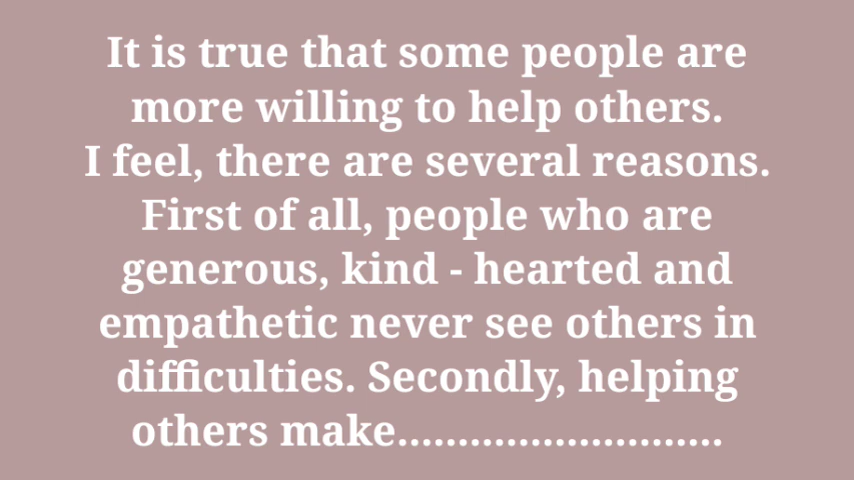 It is true that some people are
more willing to help others.
I feel, there are several reasons.
First of all, people who are
generous, kind - hearted and
empathetic never see others in
difficulties. Secondly, helping
others make...........................